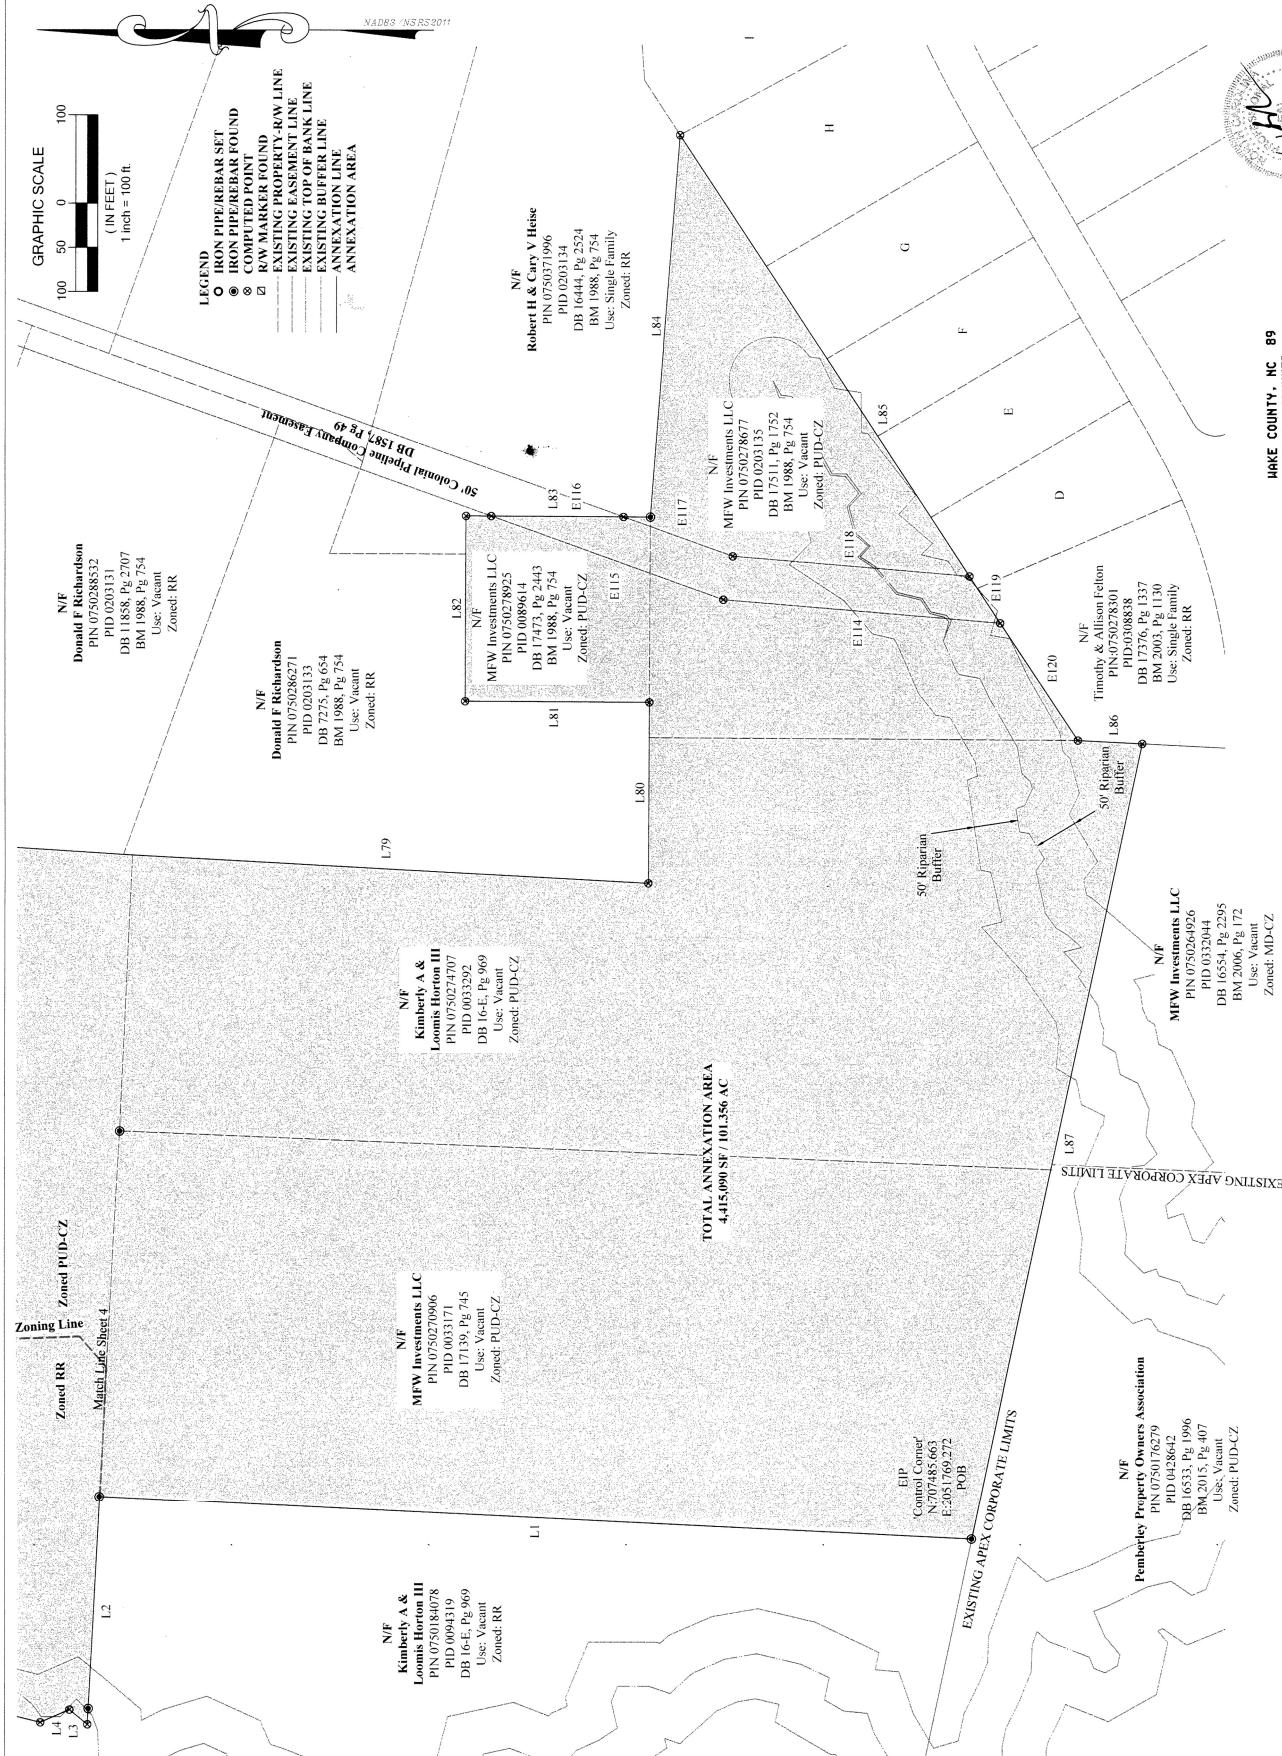 NAD83 /NSRS2011
GRAPHIC SCALE
100
50
0
100
( IN FEET )
1 inch = 100 ft.
LEGEND
IRON PIPE/REBAR SET
IRON PIPE/REBAR FOUND
COMPUTED POINT
R/W MARKER FOUND
EXISTING PROPERTY-R/W LINE
EXISTING EASEMENT LINE
EXISTING TOP OF BANK LINE
EXISTING BUFFER LINE
ANNEXATION LINE
ANNEXATION AREA
N/F
Donald F Richardson
PIN 0750288532
PID 0203131
DB 11858, Pg 2707
BM 1988, Pg 754
Use: Vacant
Zoned: RR
N/F
Donald F Richardson
PIN 0750286271
PID 0203133
DB 7275, Pg 654
BM 1988, Pg 754
Use: Vacant
Zoned: RR
50' Colonial Pipeline Company Easement
DB 1587, Pg 49
N/F
Robert H & Cary V Heise
PIN 0750371996
PID 0203134
DB 16444, Pg 2524
BM 1988, Pg 754
Use: Single Family
Zoned: RR
N/F
MFW Investments LLC
PIN 0750278925
PID 0089614
DB 17473, Pg 2443
BM 1988, Pg 754
Use: Vacant
Zoned: PUD-CZ
N/F
MFW Investments LLC
PIN 0750278677
PID 0203135
DB 17511, Pg 1752
BM 1988, Pg 754
Use: Vacant
Zoned: PUD-CZ
L79
L80
L81
L82
L83
L84
L85
L86
L87
E114
E115
E116
E117
E118
E119
E120
D
E
F
G
H
I
N/F
Timothy & Allison Felton
PIN:0750278301
PID:0308838
DB 17376, Pg 1337
BM 2003, Pg 1130
Use: Single Family
Zoned: RR
50' Riparian
Buffer
50' Riparian
Buffer
N/F
MFW Investments LLC
PIN 0750264926
PID 0332044
DB 16554, Pg 2295
BM 2006, Pg 172
Use: Vacant
Zoned: MD-CZ
N/F
Kimberly A &
Loomis Horton III
PIN 0750274707
PID 0033292
DB 16-E, Pg 969
Use: Vacant
Zoned: PUD-CZ
TOTAL ANNEXATION AREA
4,415,090 SF / 101.356 AC
EXISTING APEX CORPORATE LIMITS
Zoned PUD-CZ
Zoning Line
Zoned RR
Match Line Sheet 4
N/F
MFW Investments LLC
PIN 0750270906
PID 0033171
DB 17139, Pg 745
Use: Vacant
Zoned: PUD-CZ
EIP
'Control Corner'
N:707485.663
E:2051769.272
POB
EXISTING APEX CORPORATE LIMITS
N/F
Pemberley Property Owners Association
PIN 0750176279
PID 0428642
DB 16533, Pg 1996
BM 2015, Pg 407
Use: Vacant
Zoned: PUD-CZ
L1
L2
L3
L4
N/F
Kimberly A &
Loomis Horton III
PIN 0750184078
PID 0094319
DB 16-E, Pg 969
Use: Vacant
Zoned: RR
WAKE COUNTY, NC 89